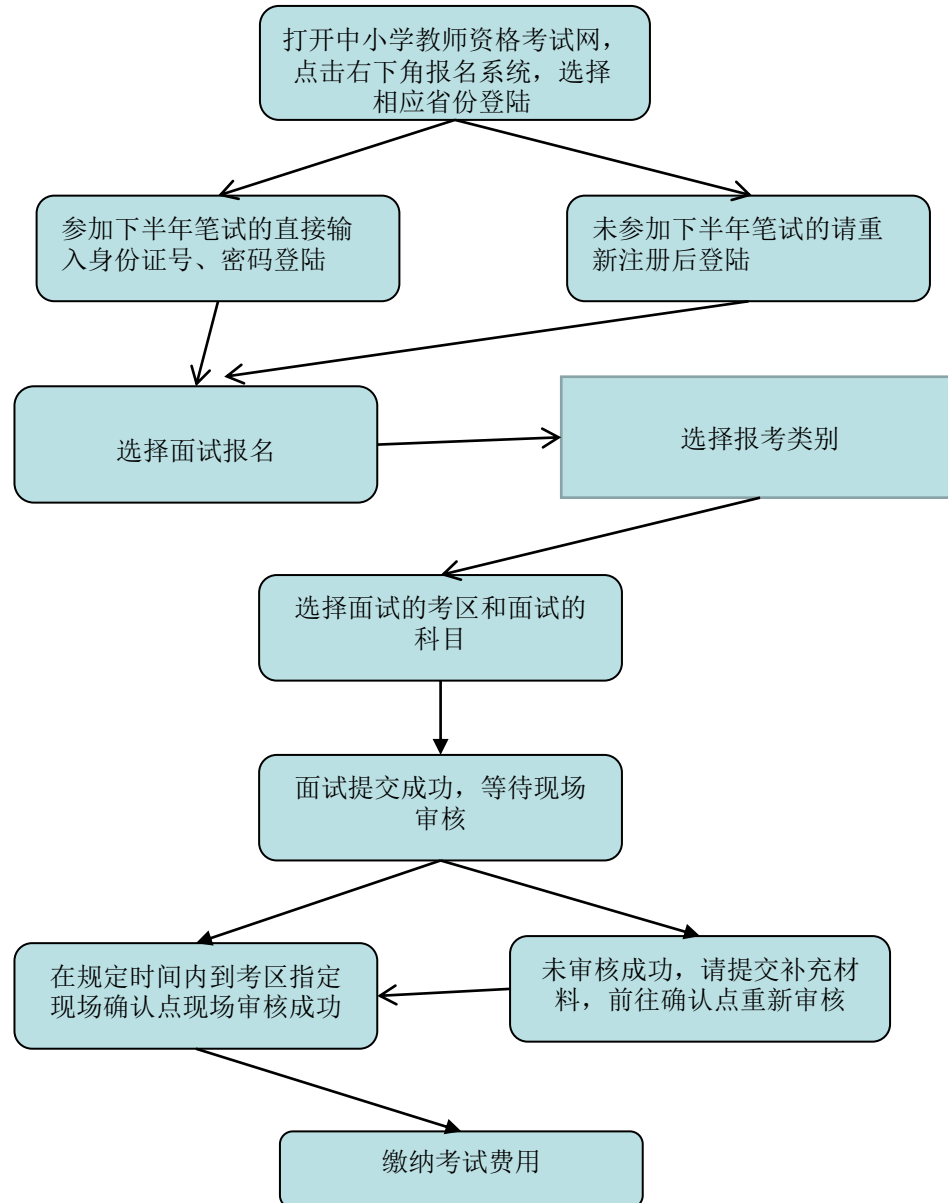 打开中小学教师资格考试网，
点击右下角报名系统，选择
相应省份登陆
参加下半年笔试的直接输
入身份证号、密码登陆
未参加下半年笔试的请重
新注册后登陆
选择面试报名
选择报考类别
选择面试的考区和面试的
科目
面试提交成功，等待现场
审核
在规定时间内到考区指定
现场确认点现场审核成功
未审核成功，请提交补充材
料，前往确认点重新审核
缴纳考试费用